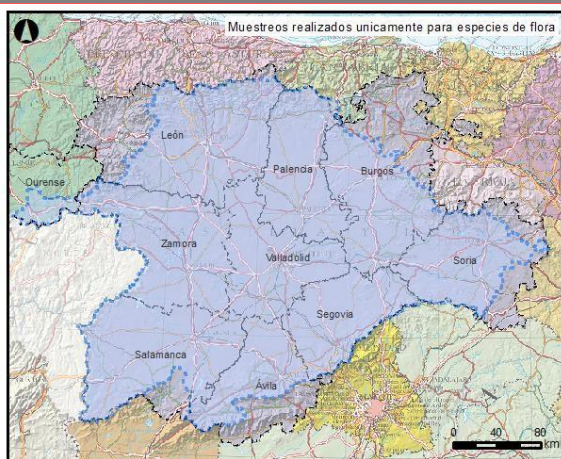 Muestreos realizados unicamente para especies de flora
León
Palencia
Burgos
Ourense
Zamora
Valladolid
Soria
Segovia
Salamanca
Ávila
0 40 80
km